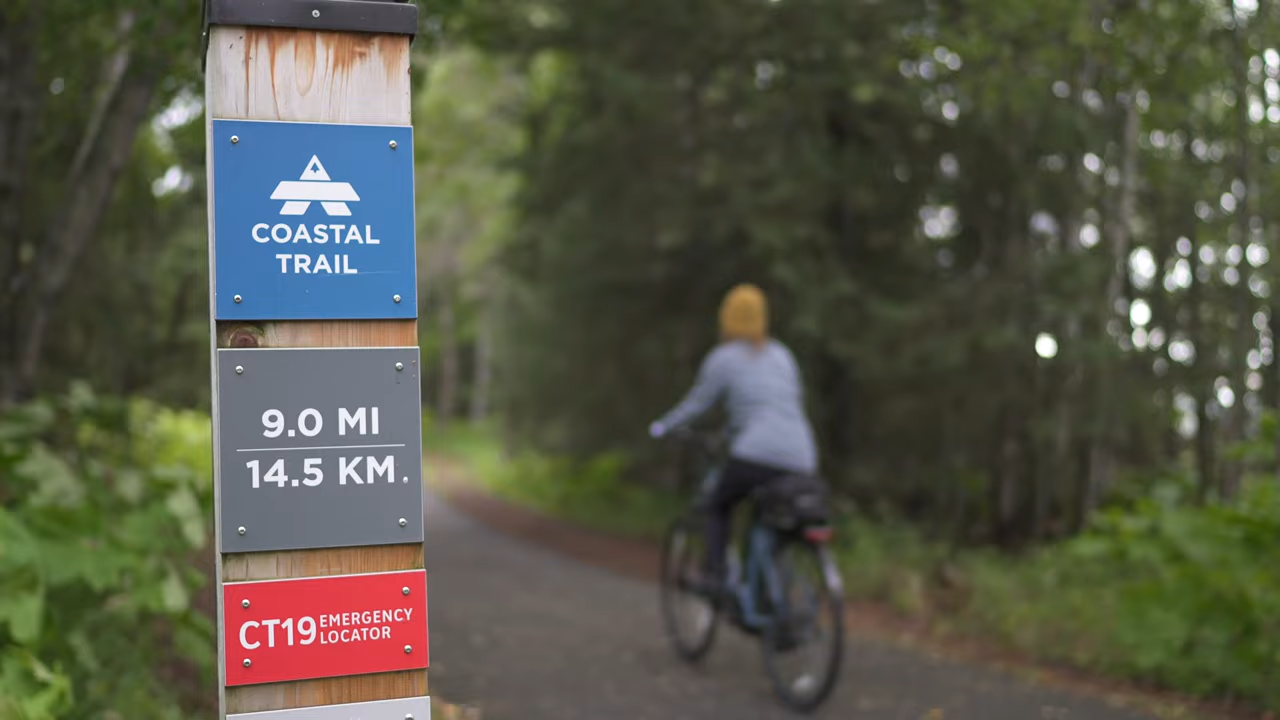 COASTAL
TRAIL
9.0 MI
14.5 KM
CT19 EMERGENCY
LOCATOR